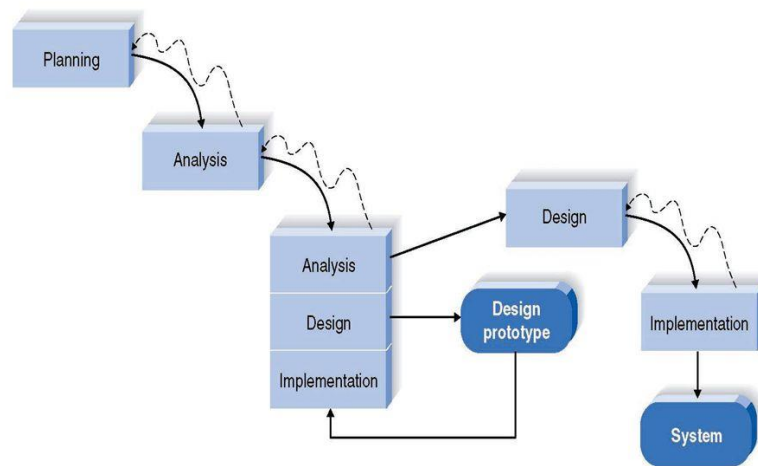 Planning
Analysis
Analysis
Design
Implementation
Design
prototype
Design
Implementation
System